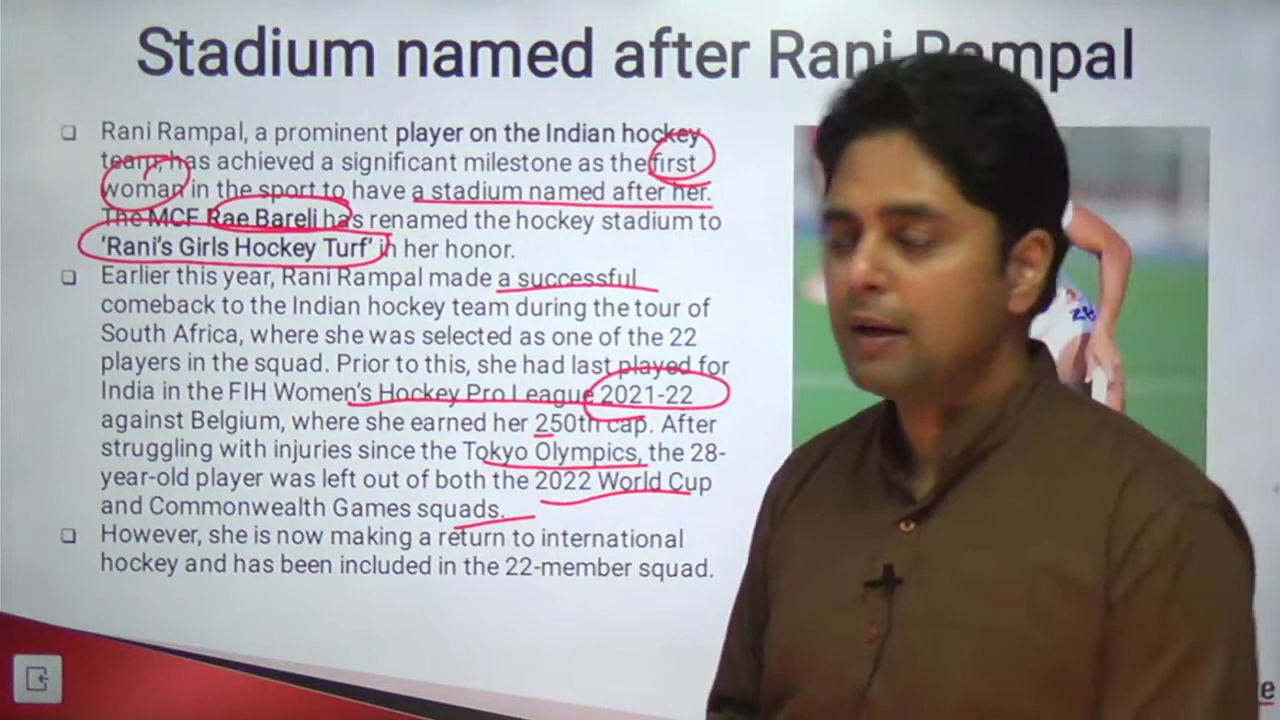 Stadium named after Rani Rampal
❑ Rani Rampal, a prominent player on the Indian hockey
team, has achieved a significant milestone as the first
woman in the sport to have a stadium named after her.
The MCF Rae Bareli has renamed the hockey stadium to
‘Rani’s Girls Hockey Turf’ in her honor.
❑ Earlier this year, Rani Rampal made a successful
comeback to the Indian hockey team during the tour of
South Africa, where she was selected as one of the 22
players in the squad. Prior to this, she had last played for
India in the FIH Women’s Hockey Pro League 2021-22
against Belgium, where she earned her 250th cap. After
struggling with injuries since the Tokyo Olympics, the 28-
year-old player was left out of both the 2022 World Cup
and Commonwealth Games squads.
❑ However, she is now making a return to international
hockey and has been included in the 22-member squad.